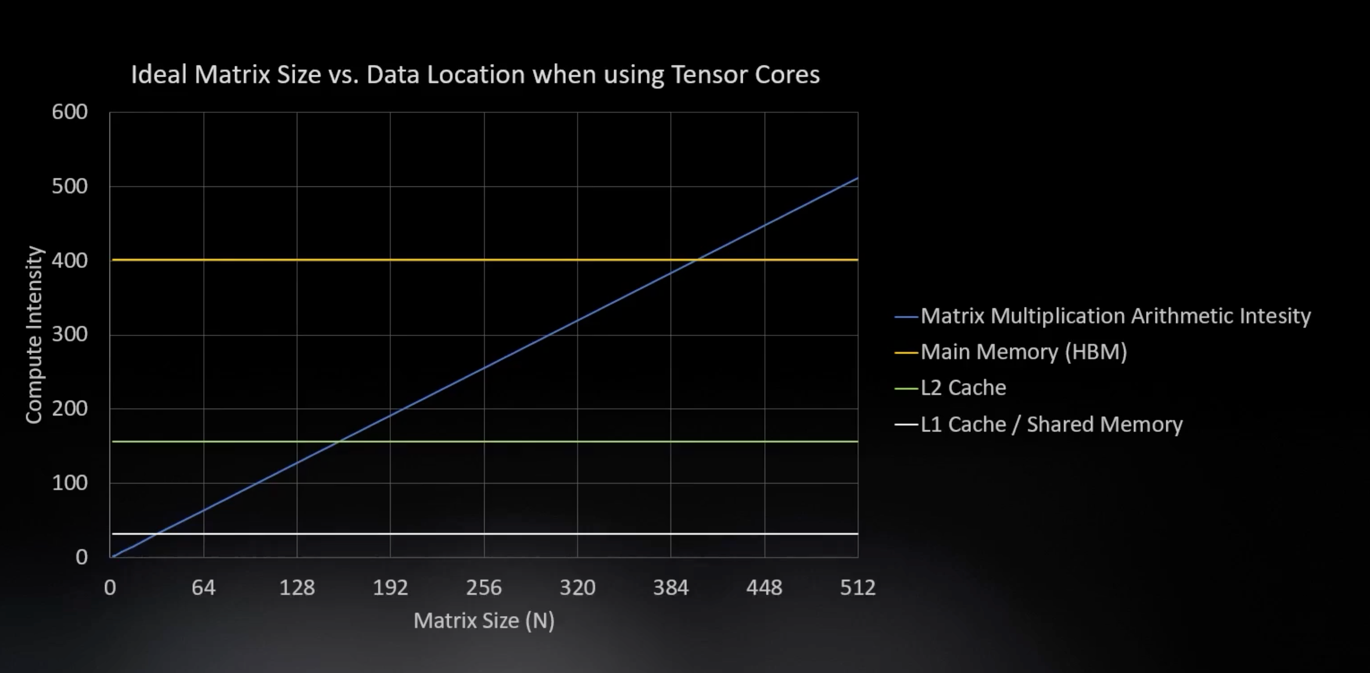 Ideal Matrix Size vs. Data Location when using Tensor Cores
600
500
400
300
200
100
0
Compute Intensity
0 64 128 192 256 320 384 448 512
Matrix Size (N)
Matrix Multiplication Arithmetic Intesity
Main Memory (HBM)
L2 Cache
L1 Cache / Shared Memory